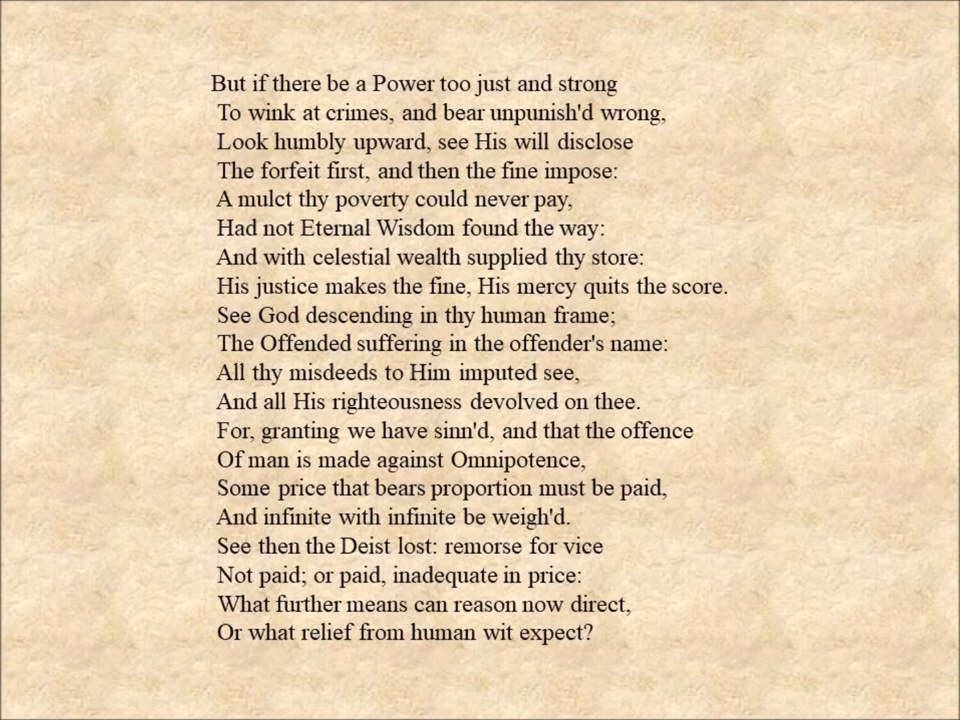 But if there be a Power too just and strong
To wink at crimes, and bear unpunish'd wrong,
Look humbly upward, see His will disclose
The forfeit first, and then the fine impose:
A mulct thy poverty could never pay,
Had not Eternal Wisdom found the way:
And with celestial wealth supplied thy store:
His justice makes the fine, His mercy quits the score.
See God descending in thy human frame;
The Offended suffering in the offender's name:
All thy misdeeds to Him imputed see,
And all His righteousness devolved on thee.
For, granting we have sinn'd, and that the offence
Of man is made against Omnipotence,
Some price that bears proportion must be paid,
And infinite with infinite be weigh'd.
See then the Deist lost: remorse for vice
Not paid; or paid, inadequate in price:
What further means can reason now direct,
Or what relief from human wit expect?